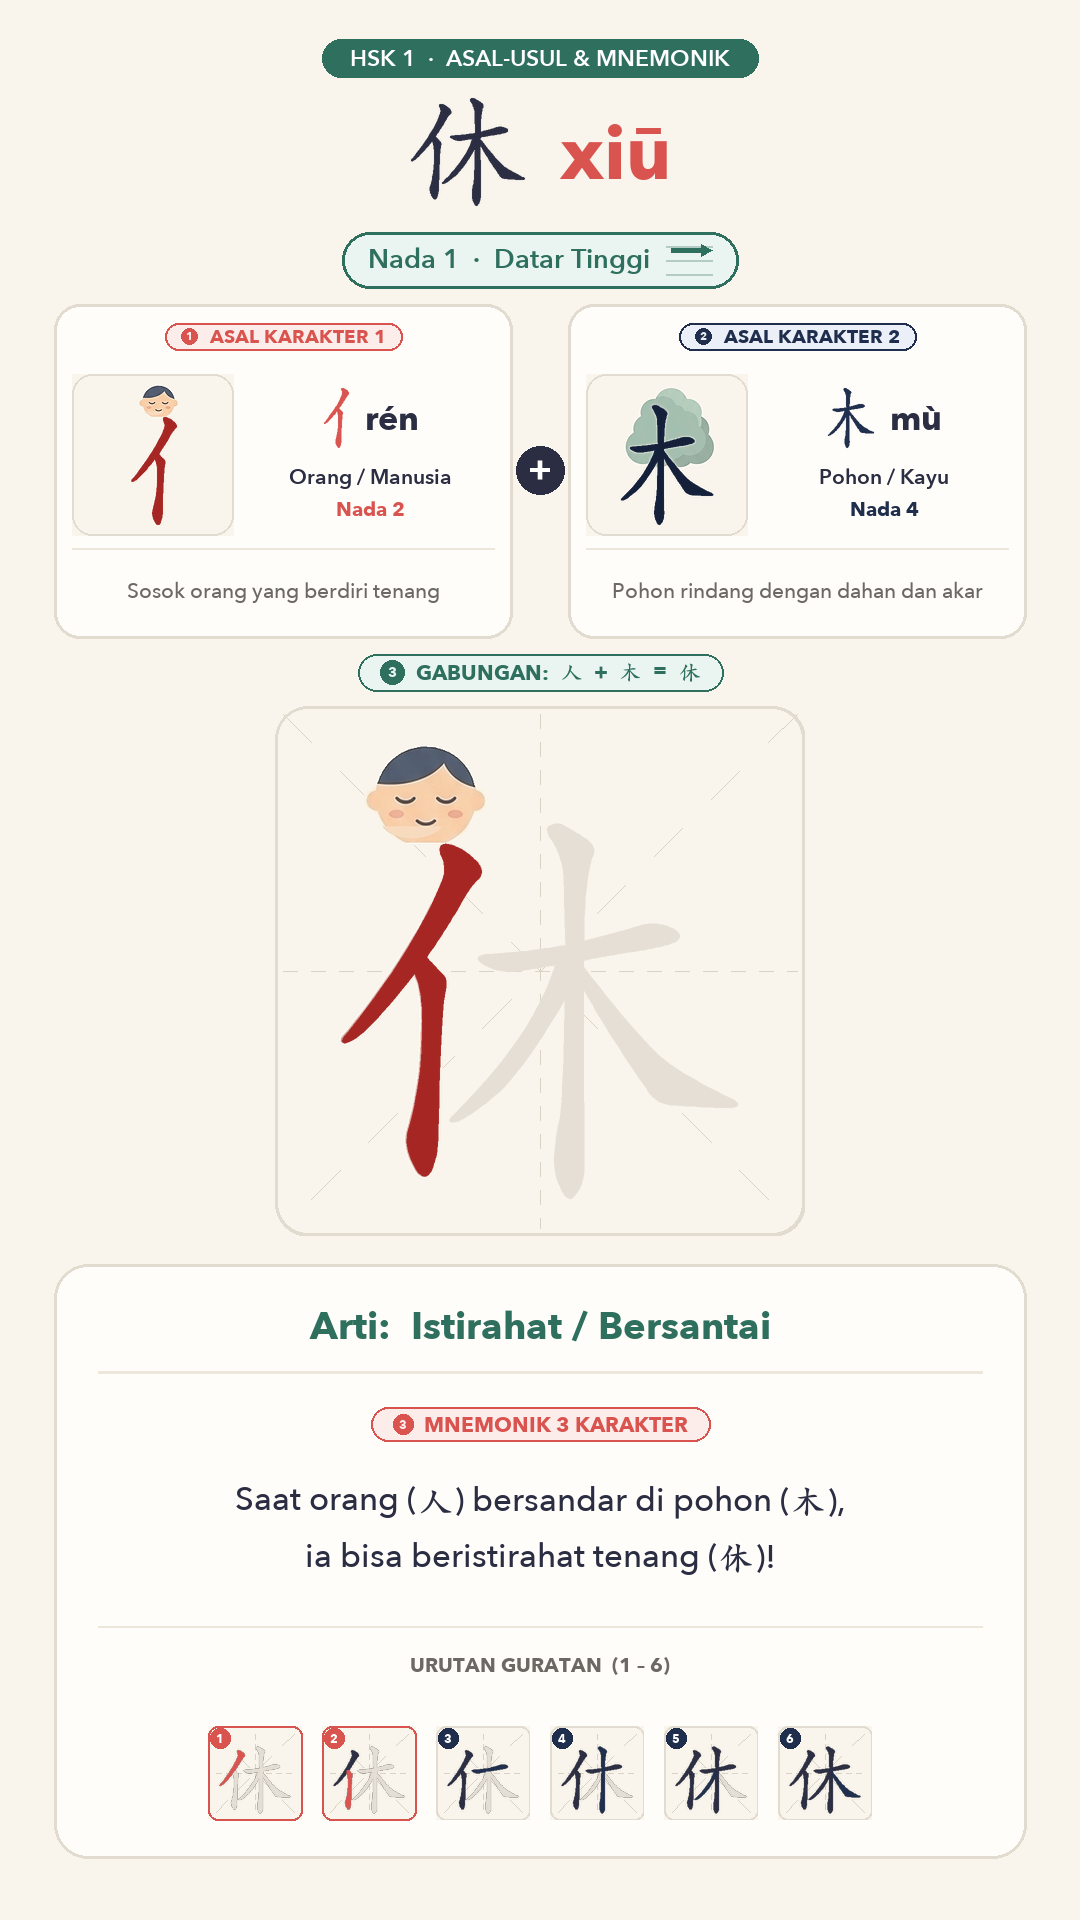 HSK 1 · ASAL-USUL & MNEMONIK
休 xiū
Nada 1 · Datar Tinggi
1 ASAL KARAKTER 1
亻 rén
Orang / Manusia
Nada 2
Sosok orang yang berdiri tenang
+
2 ASAL KARAKTER 2
木
木 mù
Pohon / Kayu
Nada 4
Pohon rindang dengan dahan dan akar
3 GABUNGAN: 人 + 木 = 休
休
Arti: Istirahat / Bersantai
3 MNEMONIK 3 KARAKTER
Saat orang (人) bersandar di pohon (木),
ia bisa beristirahat tenang (休)!
URUTAN GURATAN (1 – 6)
1 2 3 4 5 6